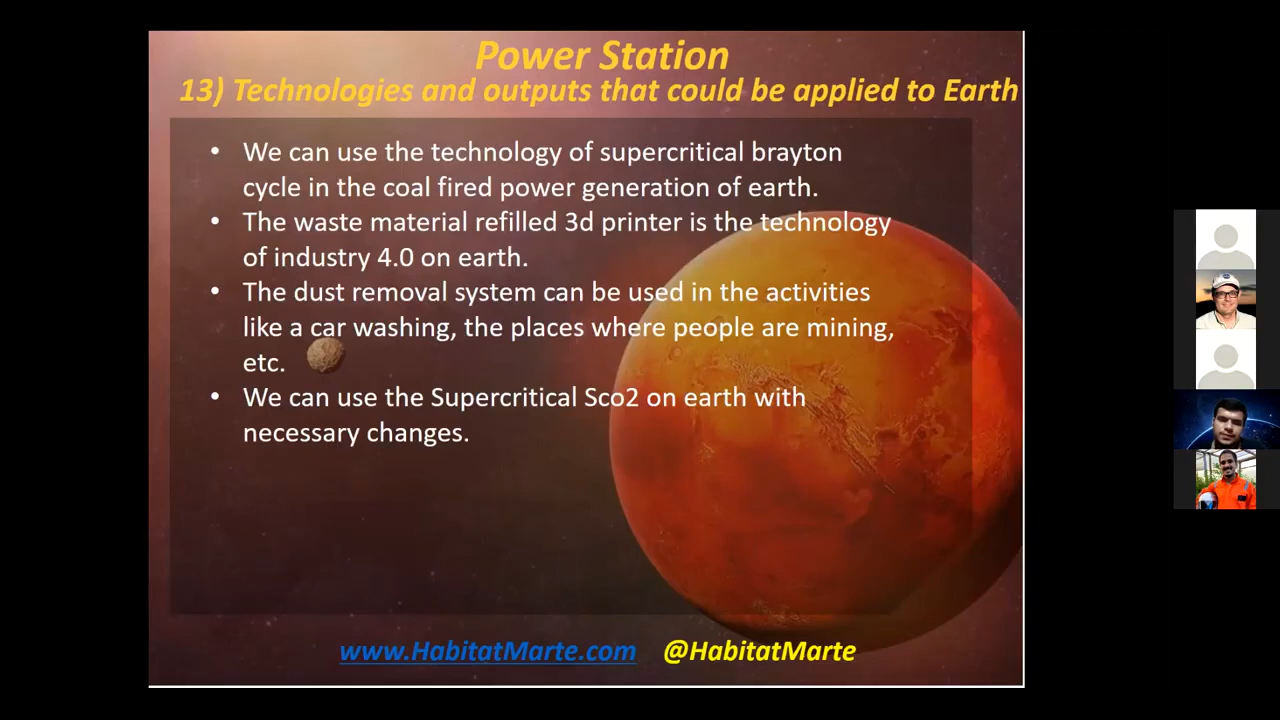 Power Station
13) Technologies and outputs that could be applied to Earth
• We can use the technology of supercritical brayton
cycle in the coal fired power generation of earth.
• The waste material refilled 3d printer is the technology
of industry 4.0 on earth.
• The dust removal system can be used in the activities
like a car washing, the places where people are mining,
etc.
• We can use the Supercritical Sco2 on earth with
necessary changes.
www.HabitatMarte.com @HabitatMarte